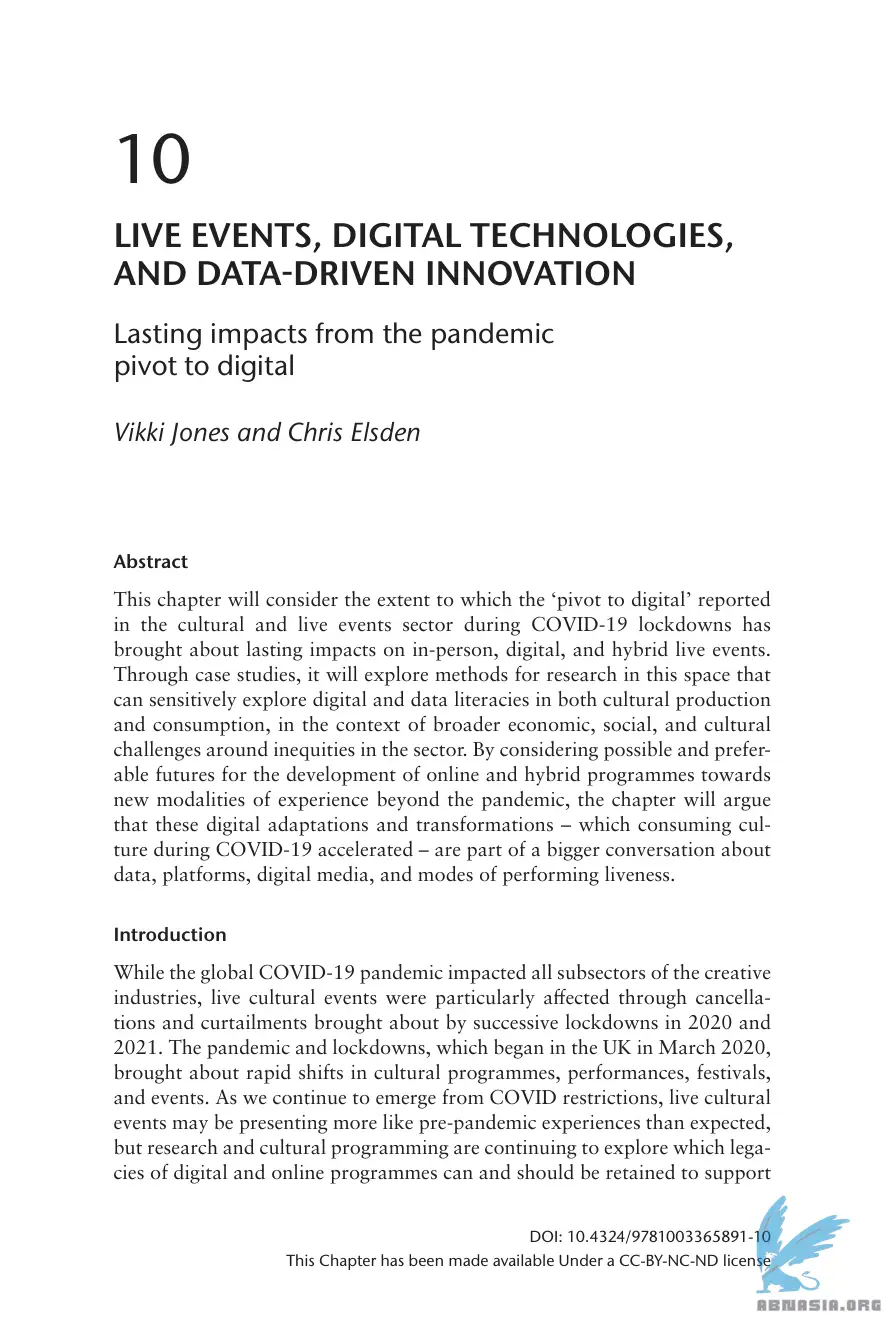 10
LIVE EVENTS, DIGITAL TECHNOLOGIES,
AND DATA-DRIVEN INNOVATION
Lasting impacts from the pandemic
pivot to digital
Vikki Jones and Chris Elsden
Abstract
This chapter will consider the extent to which the ‘pivot to digital’ reported
in the cultural and live events sector during COVID-19 lockdowns has
brought about lasting impacts on in-person, digital, and hybrid live events.
Through case studies, it will explore methods for research in this space that
can sensitively explore digital and data literacies in both cultural production
and consumption, in the context of broader economic, social, and cultural
challenges around inequities in the sector. By considering possible and prefer-
able futures for the development of online and hybrid programmes towards
new modalities of experience beyond the pandemic, the chapter will argue
that these digital adaptations and transformations – which consuming cul-
ture during COVID-19 accelerated – are part of a bigger conversation about
data, platforms, digital media, and modes of performing liveness.
Introduction
While the global COVID-19 pandemic impacted all subsectors of the creative
industries, live cultural events were particularly affected through cancella-
tions and curtailments brought about by successive lockdowns in 2020 and
2021. The pandemic and lockdowns, which began in the UK in March 2020,
brought about rapid shifts in cultural programmes, performances, festivals,
and events. As we continue to emerge from COVID restrictions, live cultural
events may be presenting more like pre-pandemic experiences than expected,
but research and cultural programming are continuing to explore which lega-
cies of digital and online programmes can and should be retained to support
DOI: 10.4324/9781003365891-10
This Chapter has been made available Under a CC-BY-NC-ND license
ABNASIA.ORG